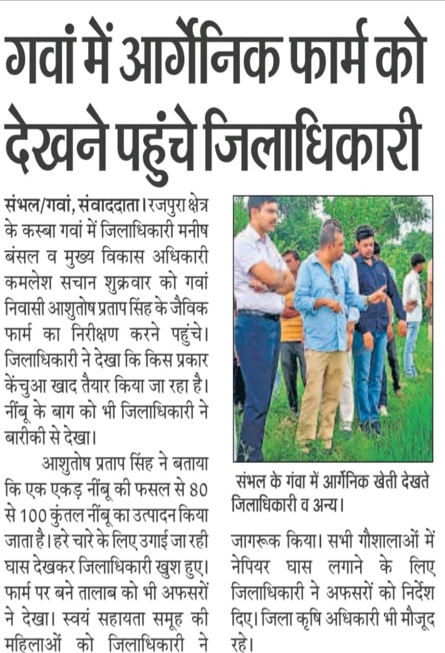 गवां में आर्गेनिक फार्म को
देखने पहुंचे जिलाधिकारी
संभल/गवां, संवाददाता। रजपुरा क्षेत्र
के कस्बा गवां में जिलाधिकारी मनीष
बंसल व मुख्य विकास अधिकारी
कमलेश सचान शुक्रवार को गवां
निवासी आशुतोष प्रताप सिंह के जैविक
फार्म का निरीक्षण करने पहुंचे।
जिलाधिकारी ने देखा कि किस प्रकार
केंचुआ खाद तैयार किया जा रहा है।
नींबू के बाग को भी जिलाधिकारी ने
बारीकी से देखा।
आशुतोष प्रताप सिंह ने बताया
कि एक एकड़ नींबू की फसल से 80
से 100 कुंतल नींबू का उत्पादन किया
जाता है। हरे चारे के लिए उगाई जा रही
घास देखकर जिलाधिकारी खुश हुए।
फार्म पर बने तालाब को भी अफसरों
ने देखा। स्वयं सहायता समूह की
महिलाओं को जिलाधिकारी ने
संभल के गंवा में आर्गेनिक खेती देखते
जिलाधिकारी व अन्य।
जागरूक किया। सभी गौशालाओं में
नेपियर घास लगाने के लिए
जिलाधिकारी ने अफसरों को निर्देश
दिए। जिला कृषि अधिकारी भी मौजूद
रहे।